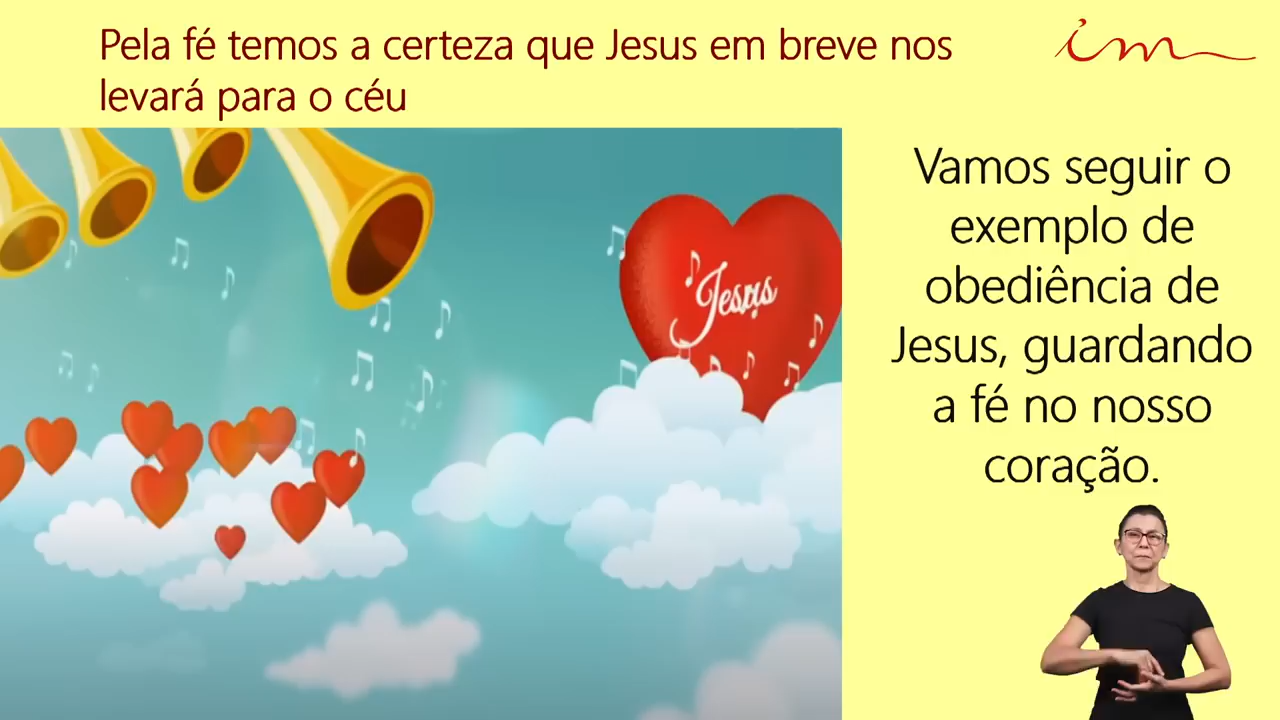 Pela fé temos a certeza que Jesus em breve nos
levará para o céu
im
Jesus
Vamos seguir o
exemplo de
obediência de
Jesus, guardando
a fé no nosso
coração.